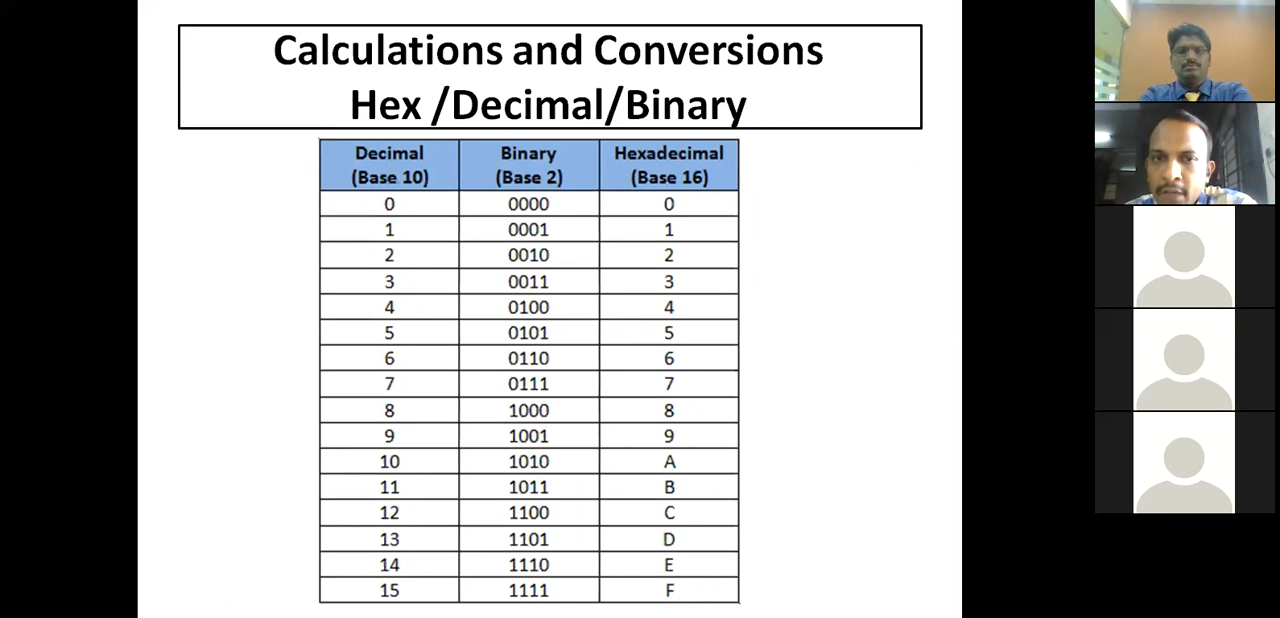 Calculations and Conversions
Hex /Decimal/Binary
Decimal Binary Hexadecimal
(Base 10) (Base 2) (Base 16)
0 0000 0
1 0001 1
2 0010 2
3 0011 3
4 0100 4
5 0101 5
6 0110 6
7 0111 7
8 1000 8
9 1001 9
10 1010 A
11 1011 B
12 1100 C
13 1101 D
14 1110 E
15 1111 F